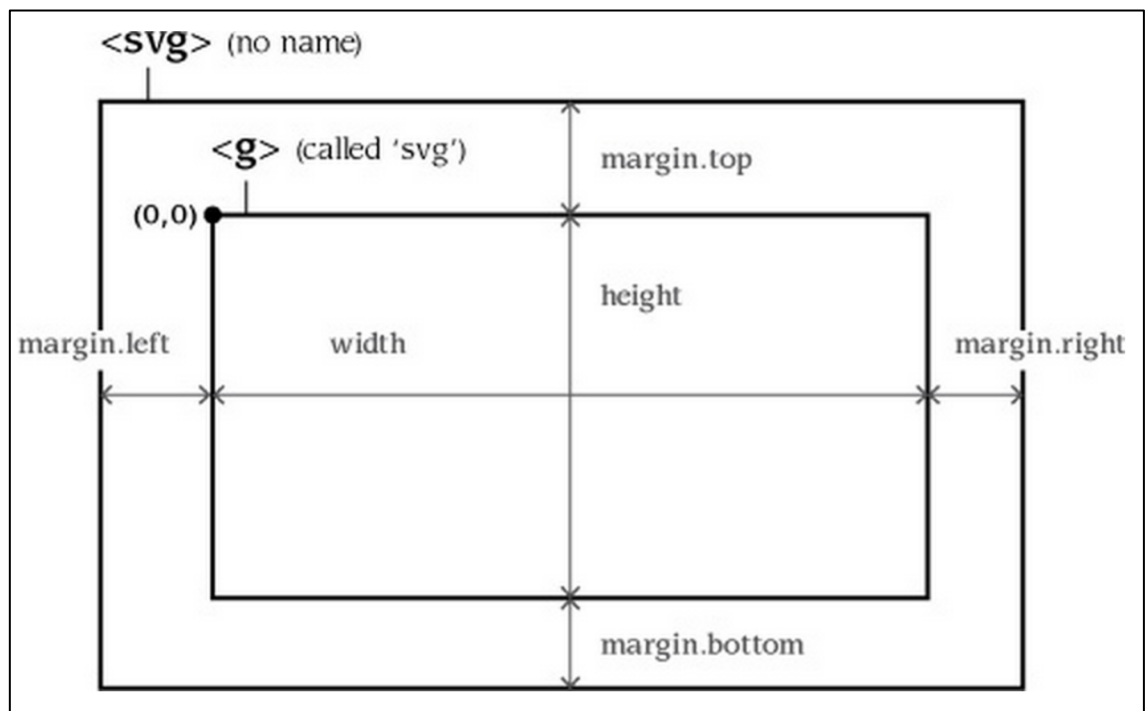 <svg> (no name)
<g> (called ‘svg’)
margin.top
(0,0)
height
margin.left
width
margin.right
margin.bottom